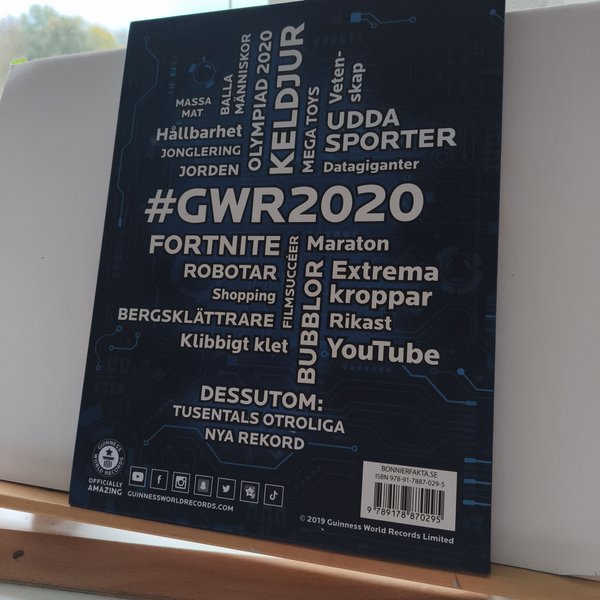 MASSA
MAT
BALLA
MÄNNISKOR
OLYMPIAD 2020
KELDJUR
MEGA TOYS
Veten-
skap
Hållbarhet
JONGLERING
JORDEN
UDDA
SPORTER
Datagiganter
#GWR2020
FORTNITE
ROBOTAR
Shopping
BERGSKLÄTTRARE
Klibbigt klet
FILMSUCCÉER
BUBBLOR
Maraton
Extrema
kroppar
Rikast
YouTube
DESSUTOM:
TUSENTALS OTROLIGA
NYA REKORD
GUINNESS
WORLD RECORDS
OFFICIALLY
AMAZING
GUINNESSWORLDRECORDS.COM
BONNIERFAKTA.SE
ISBN 978-91-7887-029-5
9 789178 870295
© 2019 Guinness World Records Limited